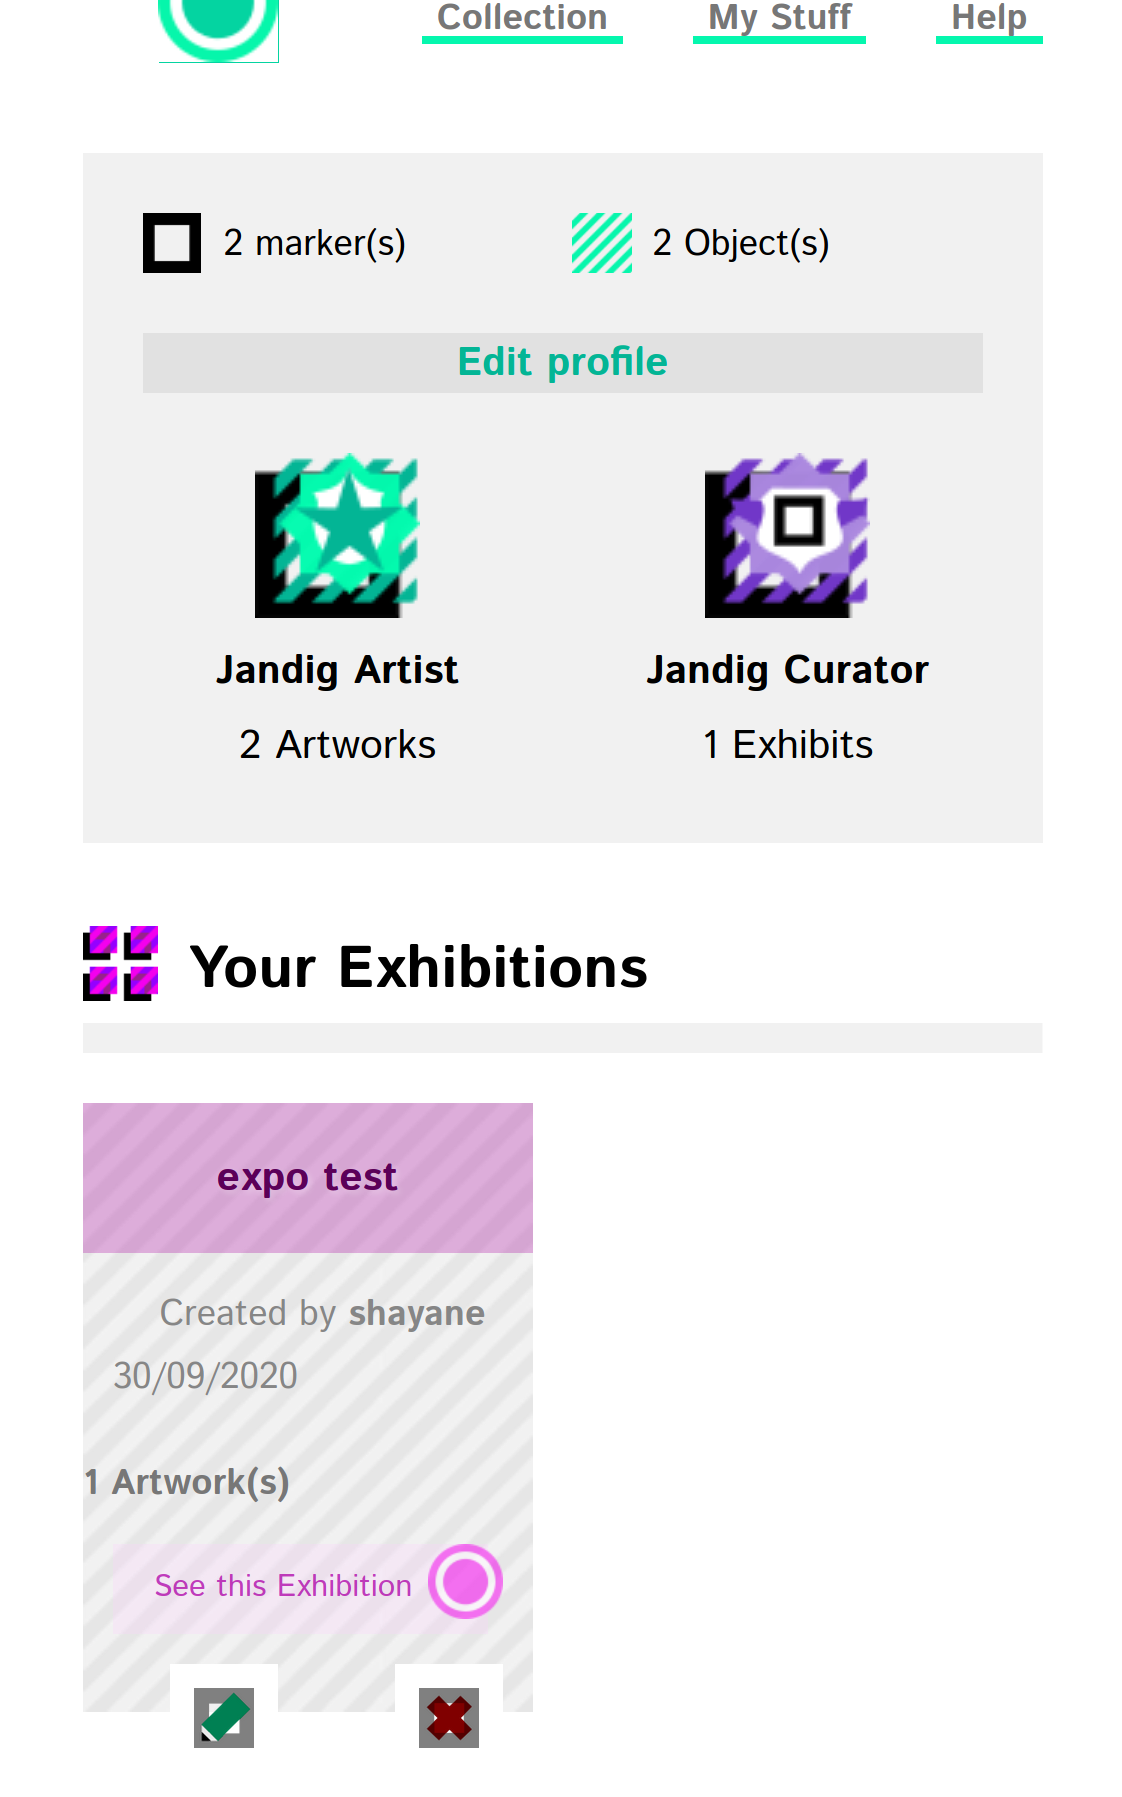 Collection My Stuff Help
2 marker(s) 2 Object(s)
Edit profile
Jandig Artist Jandig Curator
2 Artworks 1 Exhibits
Your Exhibitions
expo test
Created by shayane
30/09/2020
1 Artwork(s)
See this Exhibition